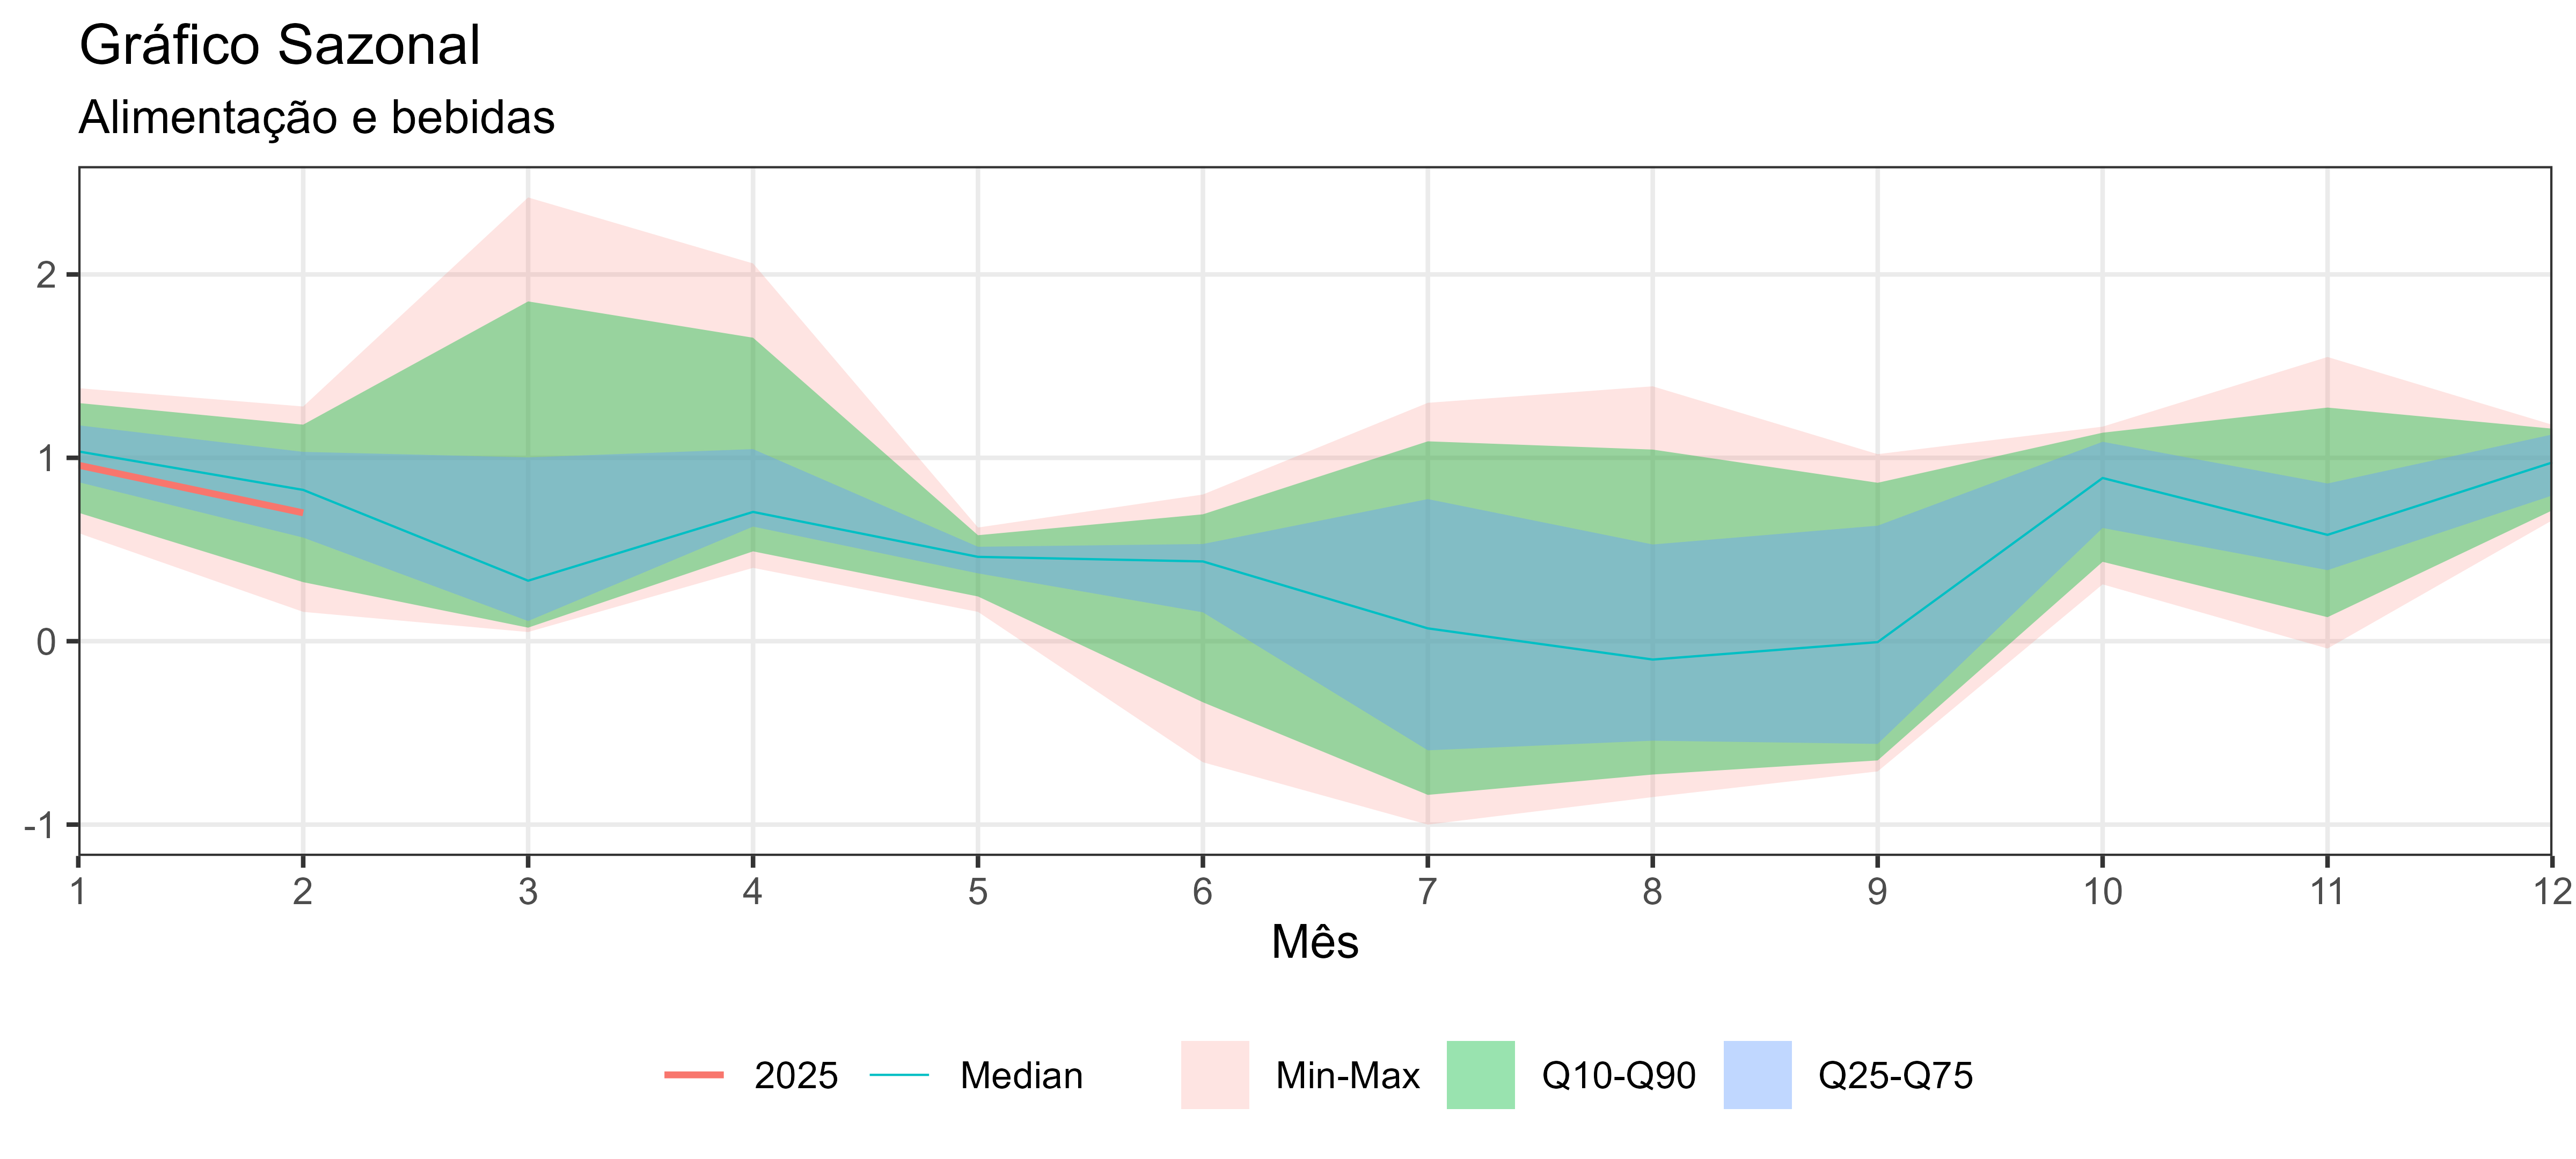 Gráfico Sazonal
Alimentação e bebidas
2
1
0
-1
1 2 3 4 5 6 7 8 9 10 11 12
Mês
2025 Median Min-Max Q10-Q90 Q25-Q75